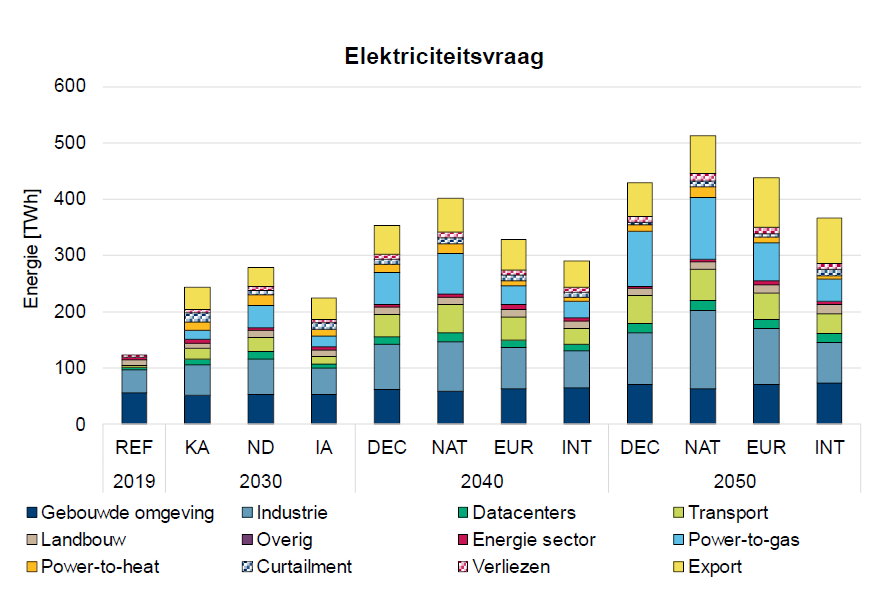 Elektriciteitsvraag
Energie [TWh]
600
500
400
300
200
100
0
REF KA ND IA DEC NAT EUR INT DEC NAT EUR INT
2019 2030 2040 2050
Gebouwde omgeving Industrie Datacenters Transport
Landbouw Overig Energie sector Power-to-gas
Power-to-heat Curtailment Verliezen Export